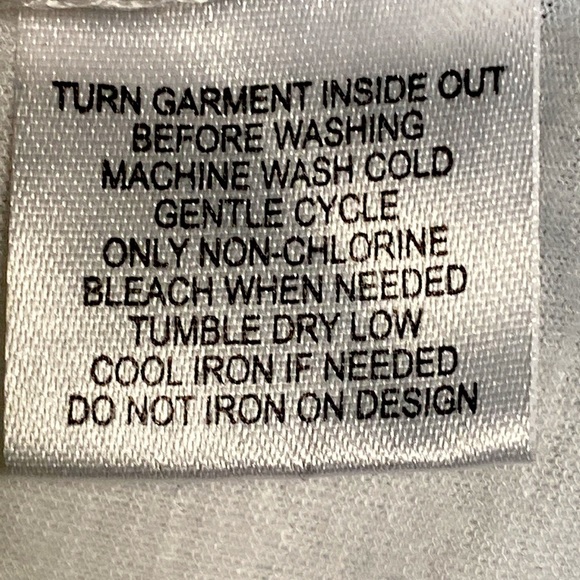 TURN GARMENT INSIDE OUT
BEFORE WASHING
MACHINE WASH COLD
GENTLE CYCLE
ONLY NON-CHLORINE
BLEACH WHEN NEEDED
TUMBLE DRY LOW
COOL IRON IF NEEDED
DO NOT IRON ON DESIGN